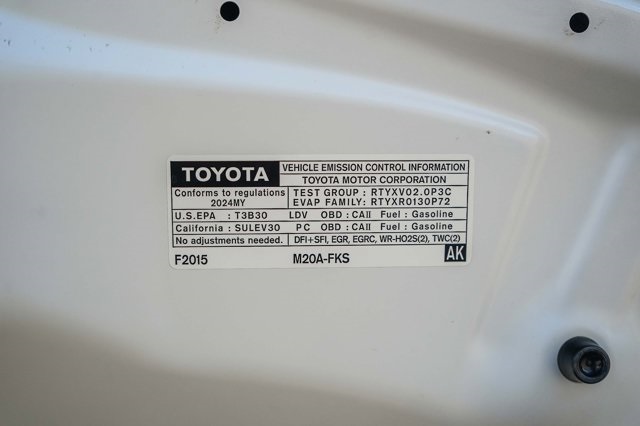 TOYOTA
VEHICLE EMISSION CONTROL INFORMATION
TOYOTA MOTOR CORPORATION
Conforms to regulations
2024MY
TEST GROUP : RTYXV02.0P3C
EVAP FAMILY: RTYXR0130P72
U.S.EPA : T3B30 LDV OBD : CAII Fuel : Gasoline
California : SULEV30 PC OBD : CAII Fuel : Gasoline
No adjustments needed. DFI+SFI, EGR, EGRC, WR-HO2S(2), TWC(2)
F2015 M20A-FKS AK